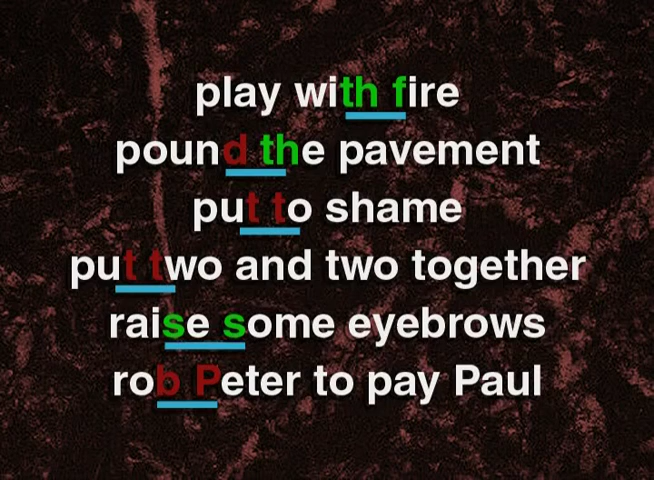 play with fire
pound the pavement
put to shame
put two and two together
raise some eyebrows
rob Peter to pay Paul